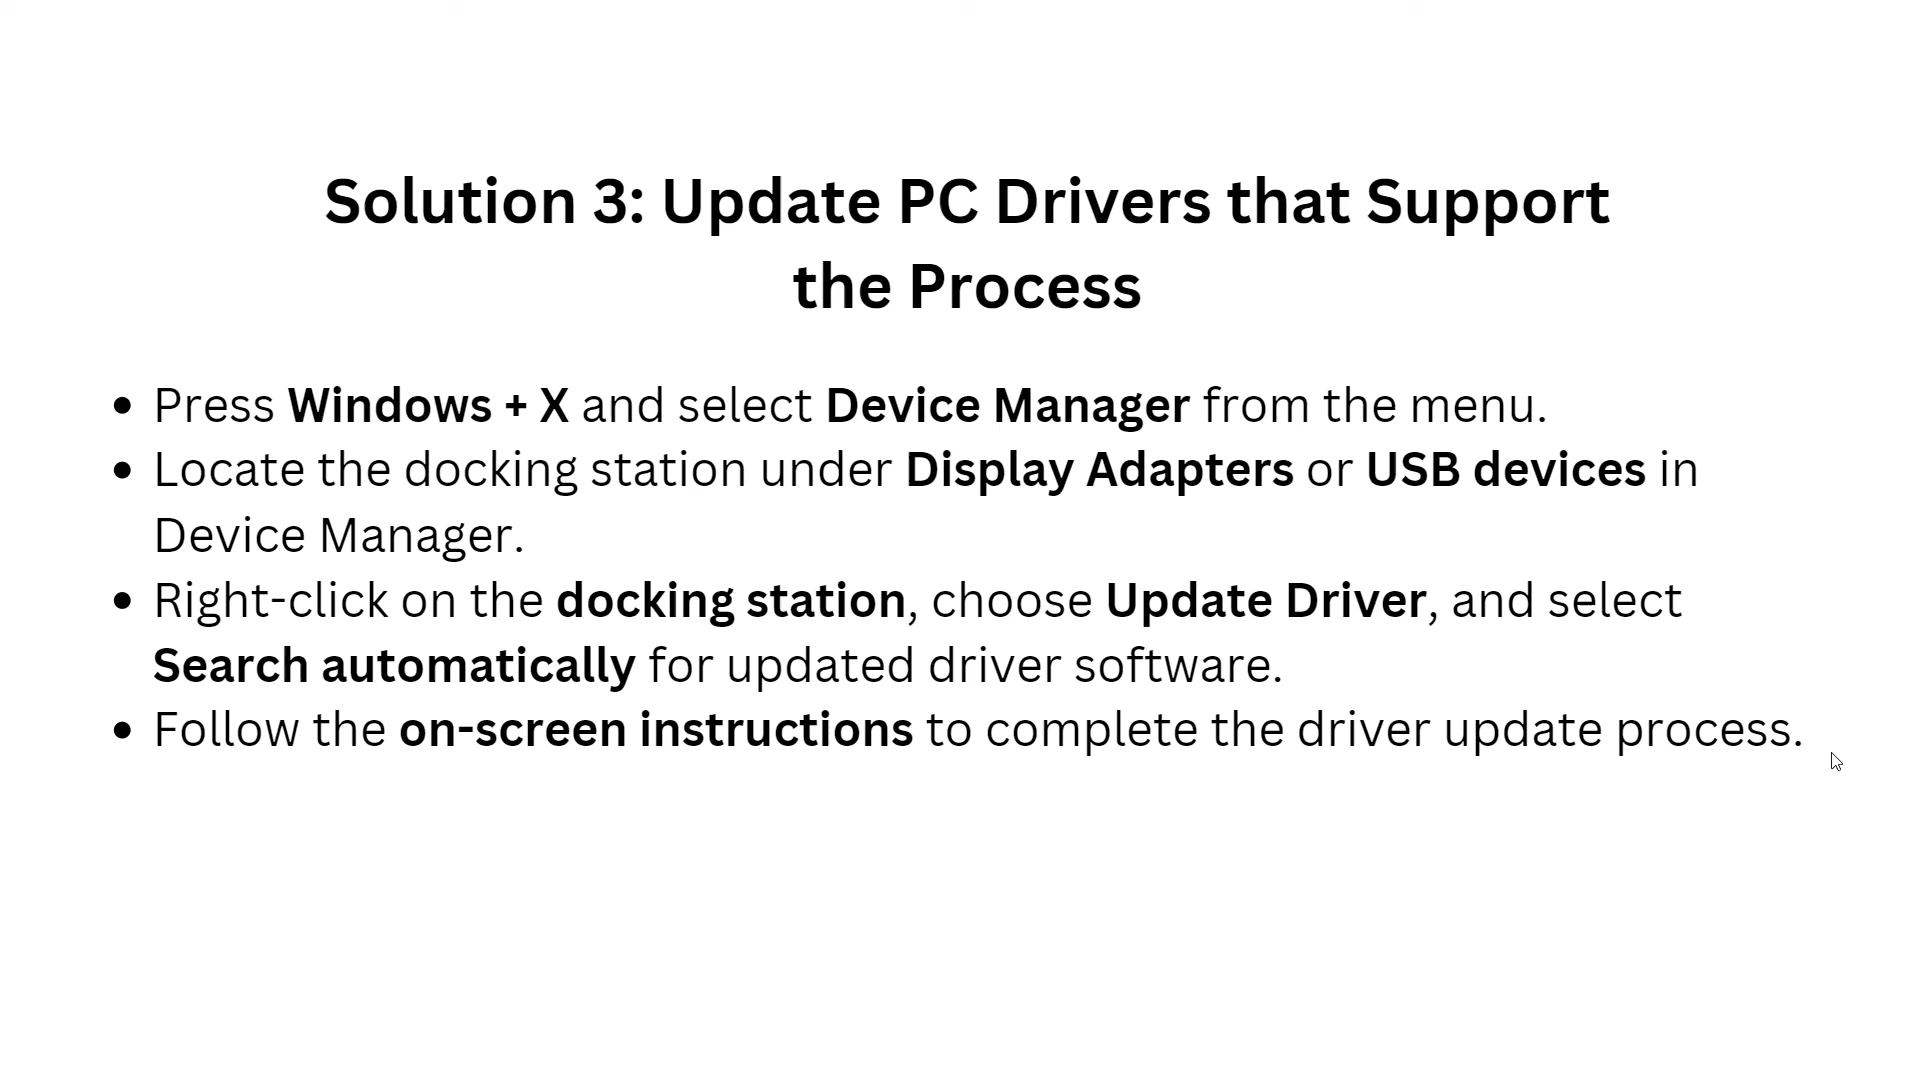 Solution 3: Update PC Drivers that Support
the Process
• Press Windows + X and select Device Manager from the menu.
• Locate the docking station under Display Adapters or USB devices in
Device Manager.
• Right-click on the docking station, choose Update Driver, and select
Search automatically for updated driver software.
• Follow the on-screen instructions to complete the driver update process.